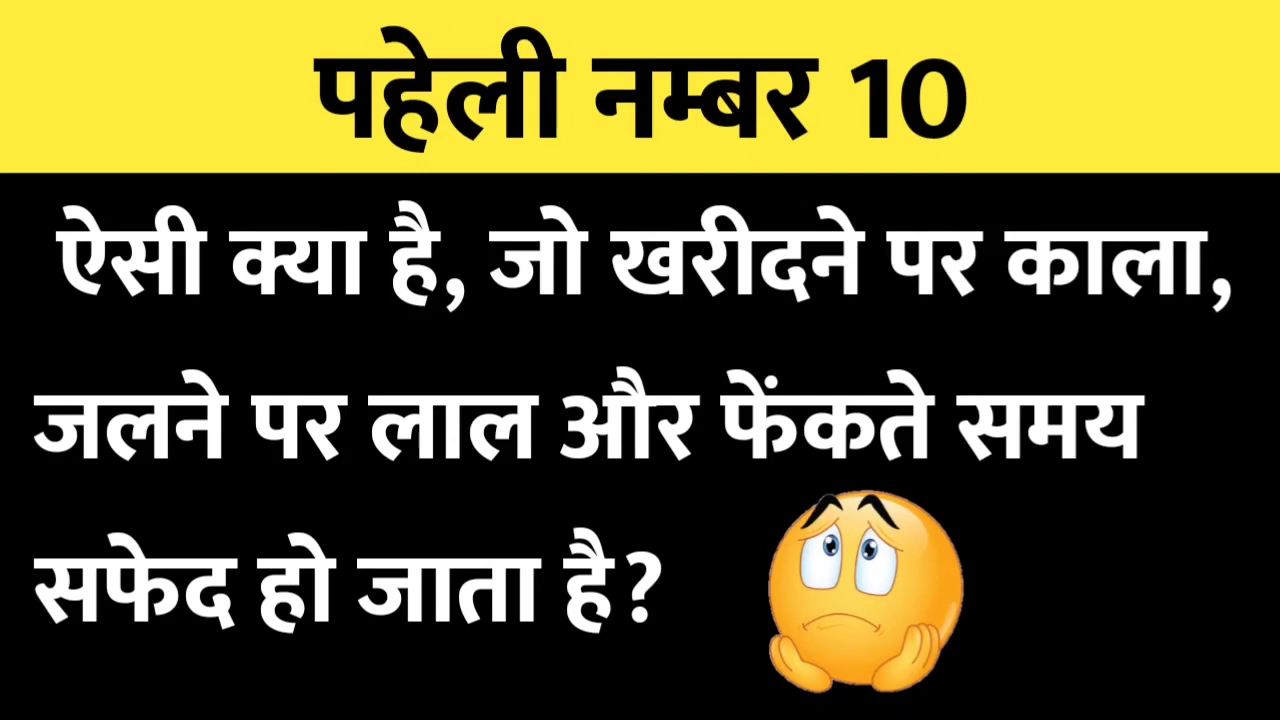 पहेली नम्बर 10
ऐसी क्या है, जो खरीदने पर काला,
जलने पर लाल और फेंकते समय
सफेद हो जाता है?